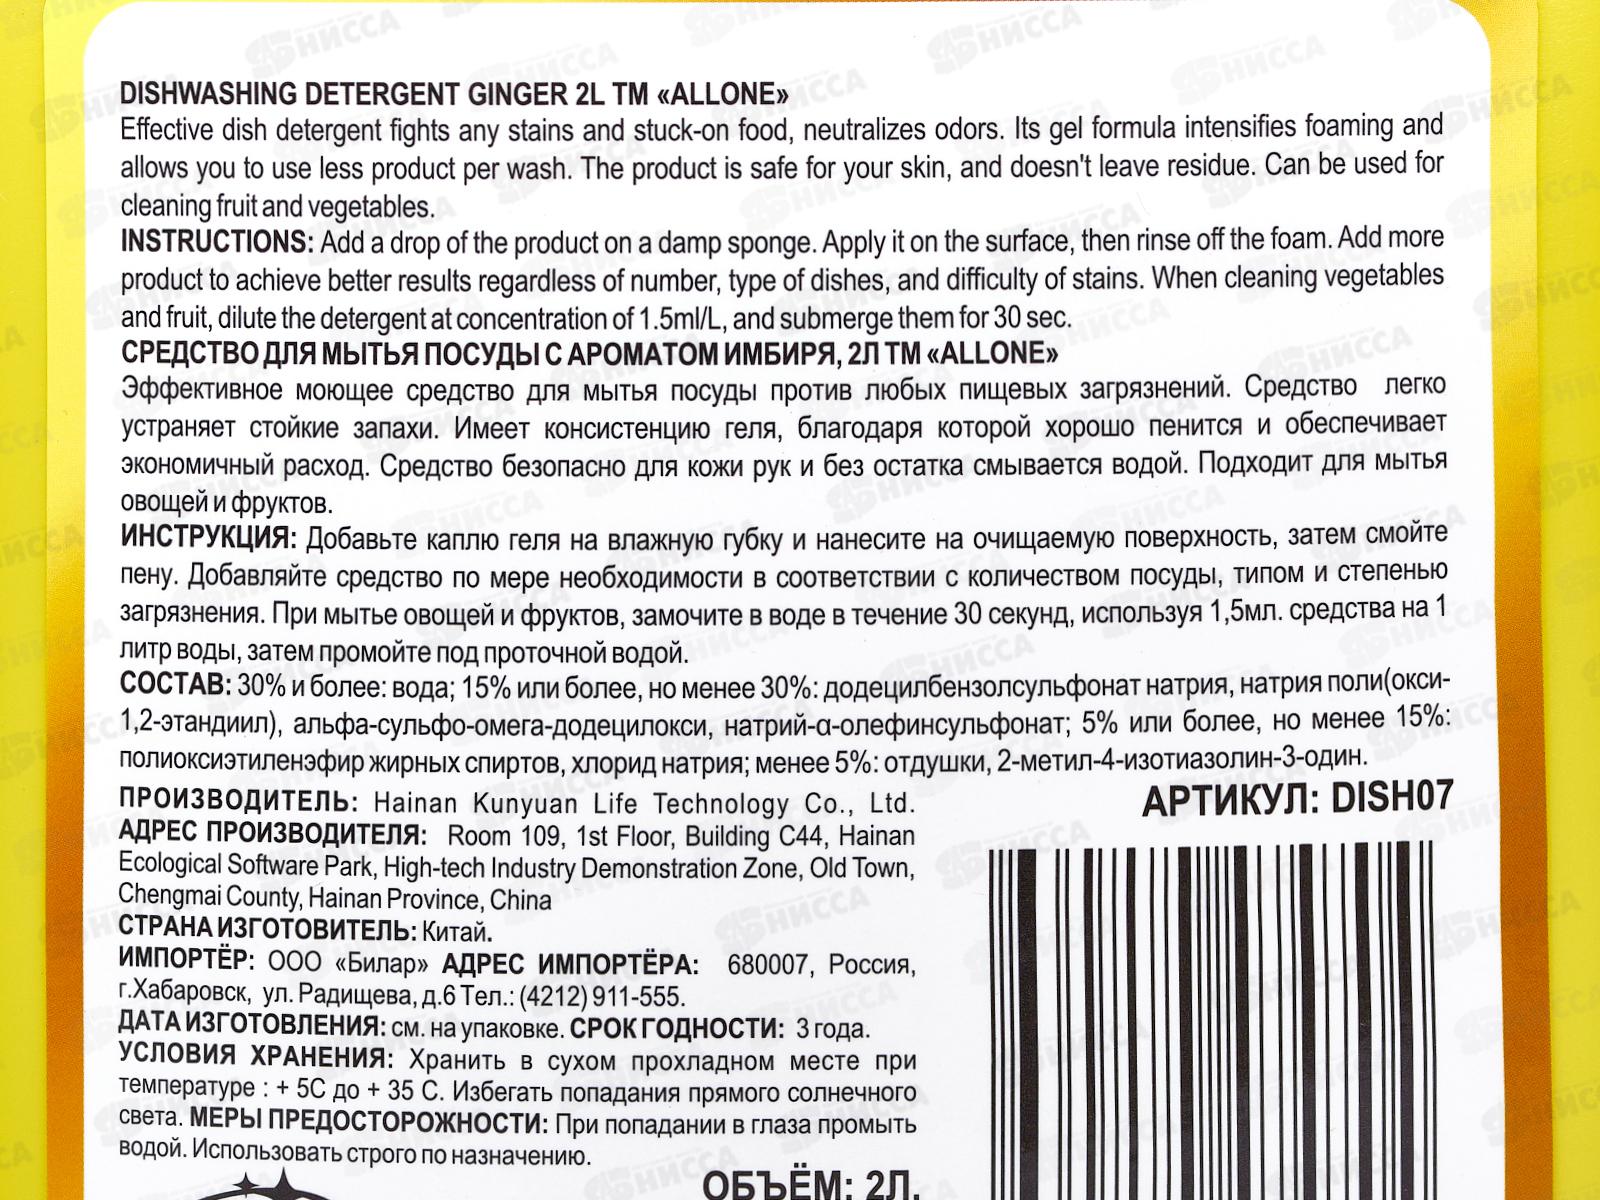 DISHWASHING DETERGENT GINGER 2L TM «ALLONE»
Effective dish detergent fights any stains and stuck-on food, neutralizes odors. Its gel formula intensifies foaming and
allows you to use less product per wash. The product is safe for your skin, and doesn't leave residue. Can be used for
cleaning fruit and vegetables.
INSTRUCTIONS: Add a drop of the product on a damp sponge. Apply it on the surface, then rinse off the foam. Add more
product to achieve better results regardless of number, type of dishes, and difficulty of stains. When cleaning vegetables
and fruit, dilute the detergent at concentration of 1.5ml/L, and submerge them for 30 sec.
СРЕДСТВО ДЛЯ МЫТЬЯ ПОСУДЫ С АРОМАТОМ ИМБИРЯ, 2Л ТМ «ALLONE»
Эффективное моющее средство для мытья посуды против любых пищевых загрязнений. Средство легко
устраняет стойкие запахи. Имеет консистенцию геля, благодаря которой хорошо пенится и обеспечивает
экономичный расход. Средство безопасно для кожи рук и без остатка смывается водой. Подходит для мытья
овощей и фруктов.
ИНСТРУКЦИЯ: Добавьте каплю геля на влажную губку и нанесите на очищаемую поверхность, затем смойте
пену. Добавляйте средство по мере необходимости в соответствии с количеством посуды, типом и степенью
загрязнения. При мытье овощей и фруктов, замочите в воде в течение 30 секунд, используя 1,5мл. средства на 1
литр воды, затем промойте под проточной водой.
СОСТАВ: 30% и более: вода; 15% или более, но менее 30%: додецилбензолсульфонат натрия, натрия поли(окси-
1,2-этандиил), альфа-сульфо-омега-додецилокси, натрий-α-олефинсульфонат; 5% или более, но менее 15%:
полиоксиэтиленэфир жирных спиртов, хлорид натрия; менее 5%: отдушки, 2-метил-4-изотиазолин-3-один.
ПРОИЗВОДИТЕЛЬ: Hainan Kunyuan Life Technology Co., Ltd.
АРТИКУЛ: DISH07
АДРЕС ПРОИЗВОДИТЕЛЯ: Room 109, 1st Floor, Building C44, Hainan
Ecological Software Park, High-tech Industry Demonstration Zone, Old Town,
Chengmai County, Hainan Province, China
СТРАНА ИЗГОТОВИТЕЛЬ: Китай.
ИМПОРТЁР: ООО «Билар» АДРЕС ИМПОРТЁРА: 680007, Россия,
г.Хабаровск, ул. Радищева, д.6 Тел.: (4212) 911-555.
ДАТА ИЗГОТОВЛЕНИЯ: см. на упаковке. СРОК ГОДНОСТИ: 3 года.
УСЛОВИЯ ХРАНЕНИЯ: Хранить в сухом прохладном месте при
температуре : + 5С до + 35 С. Избегать попадания прямого солнечного
света. МЕРЫ ПРЕДОСТОРОЖНОСТИ: При попадании в глаза промыть
водой. Использовать строго по назначению.
ОБЪЁМ: 2Л.